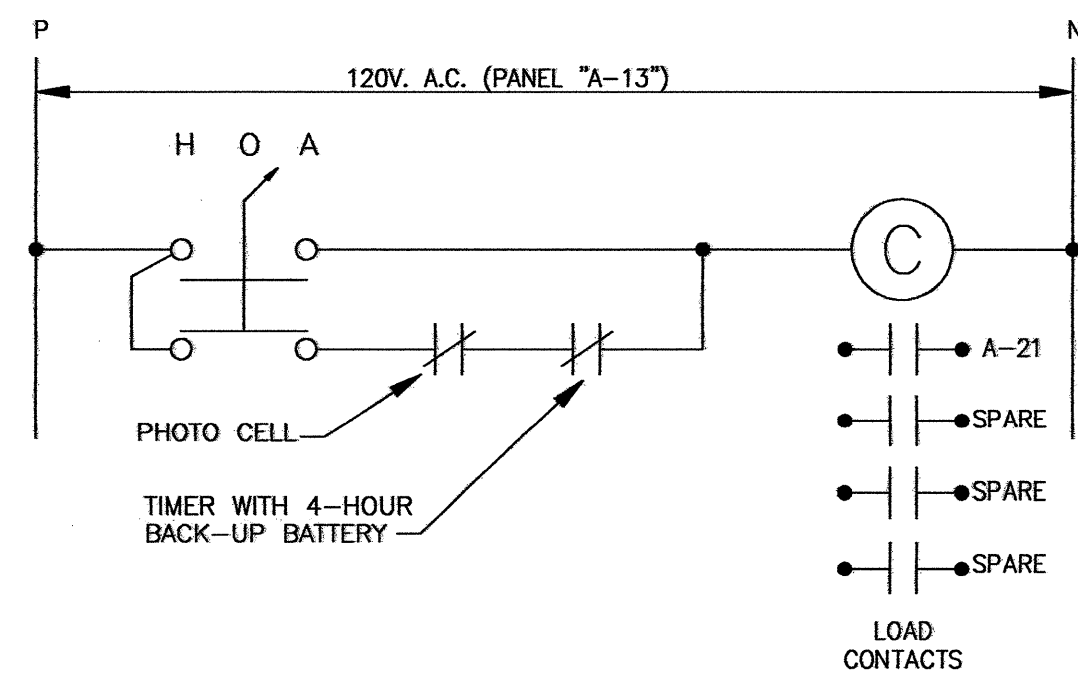 P
N
120V. A.C. (PANEL "A-13")
H O A
C
A-21
PHOTO CELL
SPARE
TIMER WITH 4-HOUR
BACK-UP BATTERY
SPARE
SPARE
LOAD
CONTACTS